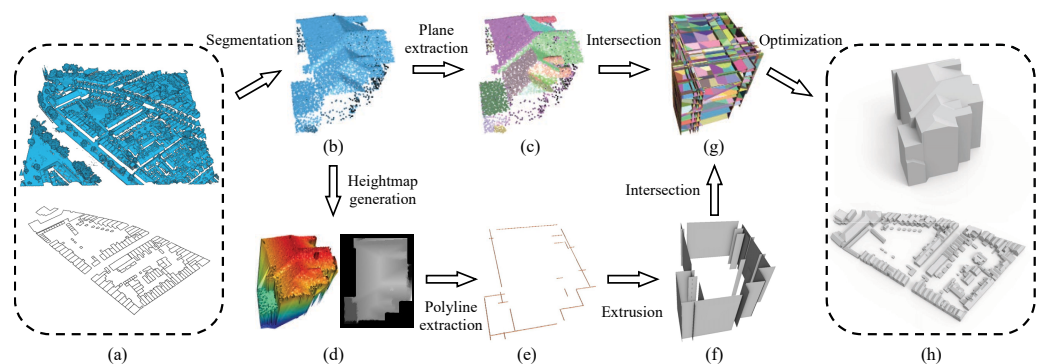 Segmentation
Plane
extraction
Intersection
Optimization
(b)
(c)
(g)
Heightmap
generation
Intersection
Polyline
extraction
Extrusion
(a)
(d)
(e)
(f)
(h)